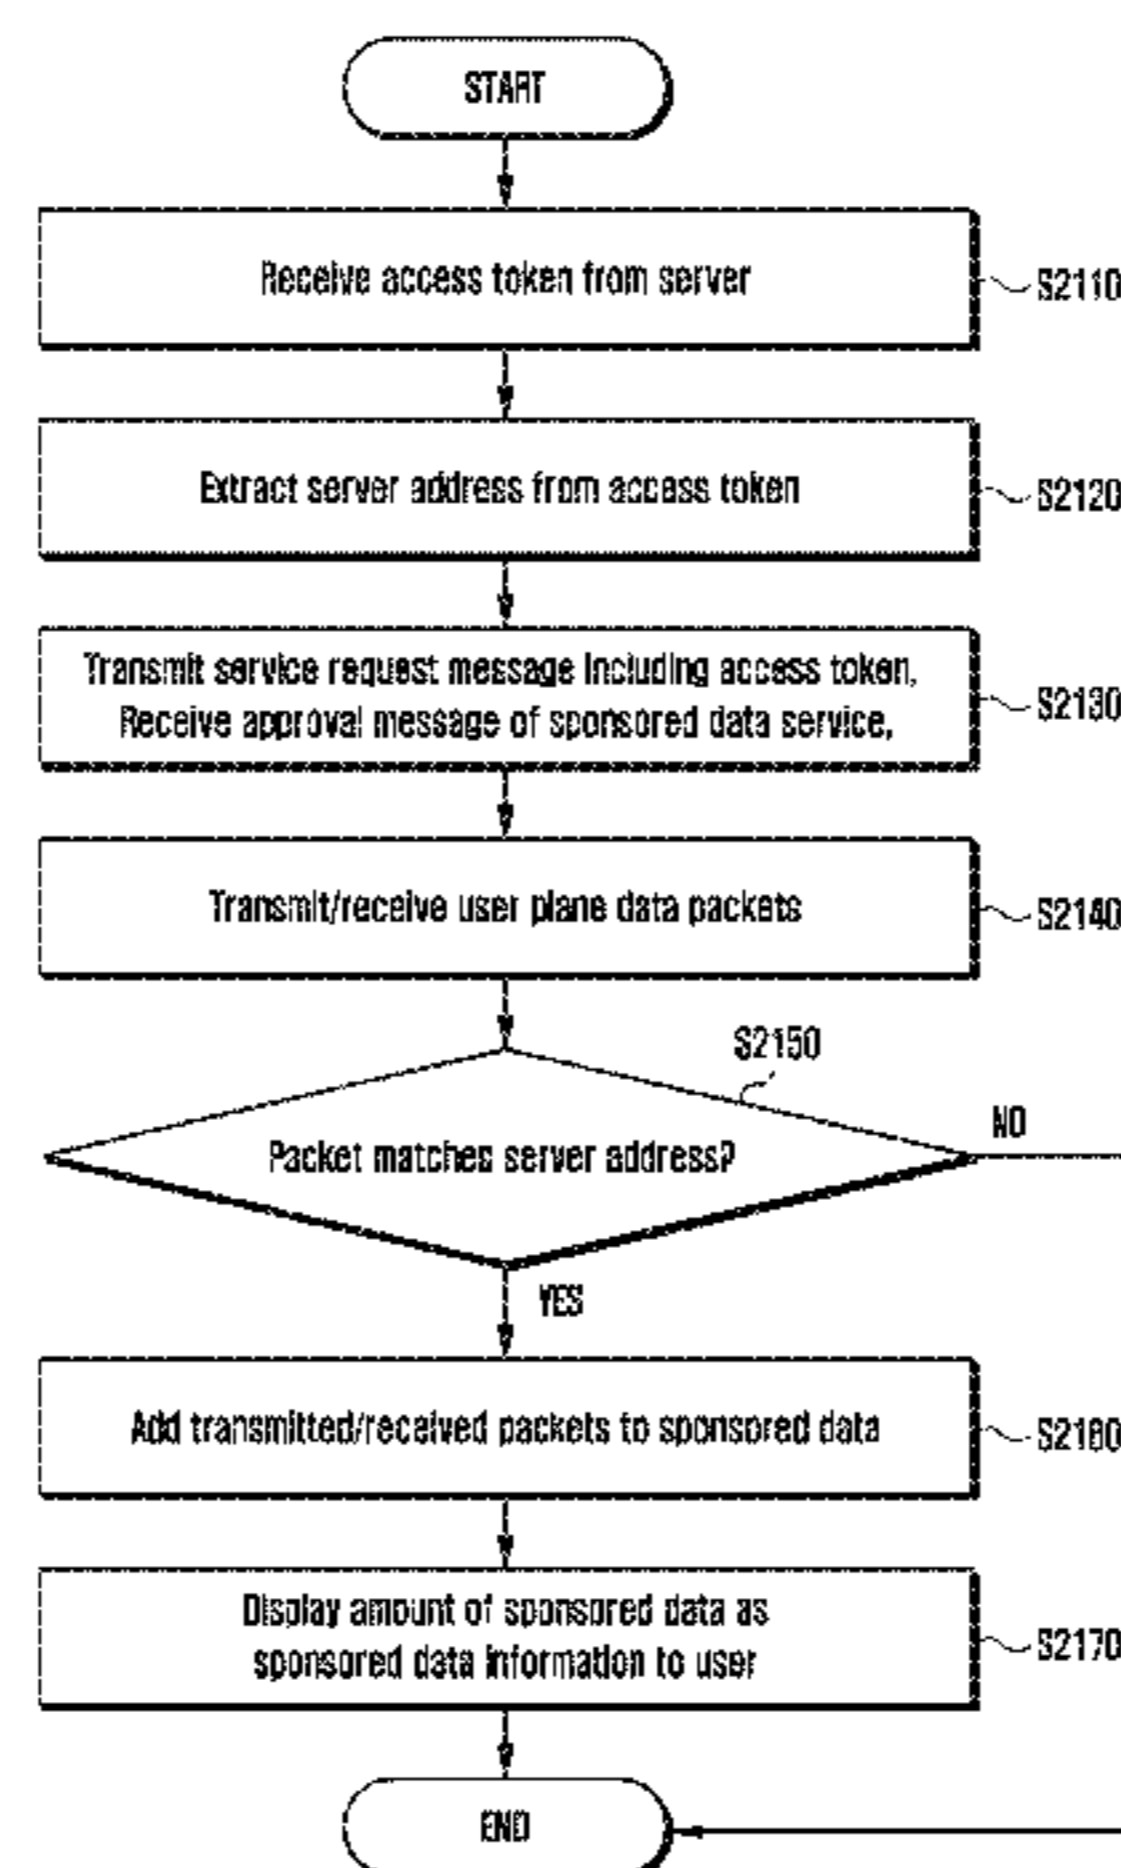 START
Receive access token from server
S2110
Extract server address from access token
S2120
Transmit service request message including access token,
Receive approval message of sponsored data service,
S2130
Transmit/receive user plane data packets
S2140
S2150
NO
Packet matches server address?
YES
Add transmitted/received packets to sponsored data
S2160
Display amount of sponsored data as
sponsored data information to user
S2170
END